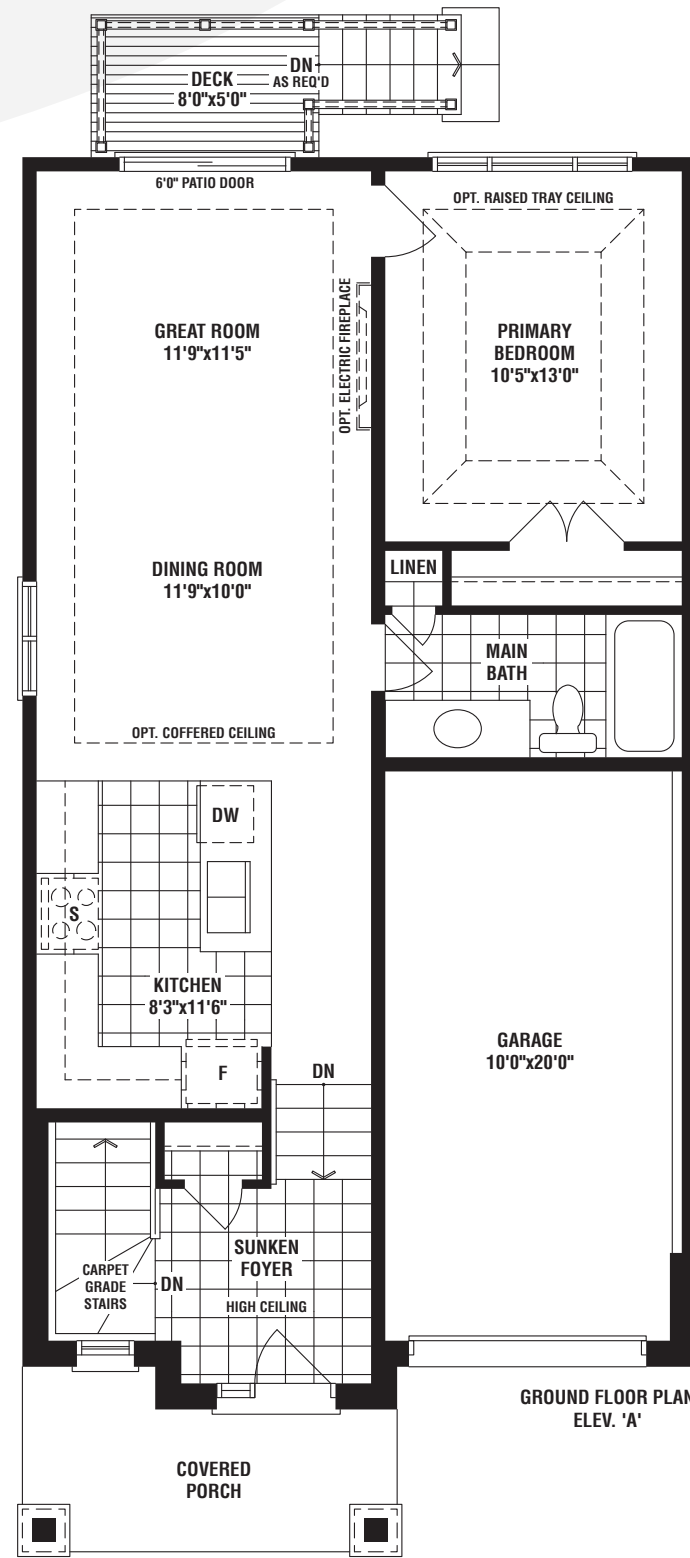 DECK
8'0"x5'0"
DN
AS REQ'D
6'0" PATIO DOOR
OPT. RAISED TRAY CEILING
GREAT ROOM
11'9"x11'5"
OPT. ELECTRIC FIREPLACE
PRIMARY
BEDROOM
10'5"x13'0"
DINING ROOM
11'9"x10'0"
LINEN
MAIN
BATH
OPT. COFFERED CEILING
DW
S
KITCHEN
8'3"x11'6"
F
DN
GARAGE
10'0"x20'0"
SUNKEN
FOYER
HIGH CEILING
CARPET
GRADE
STAIRS
DN
GROUND FLOOR PLAN
ELEV. 'A'
COVERED
PORCH